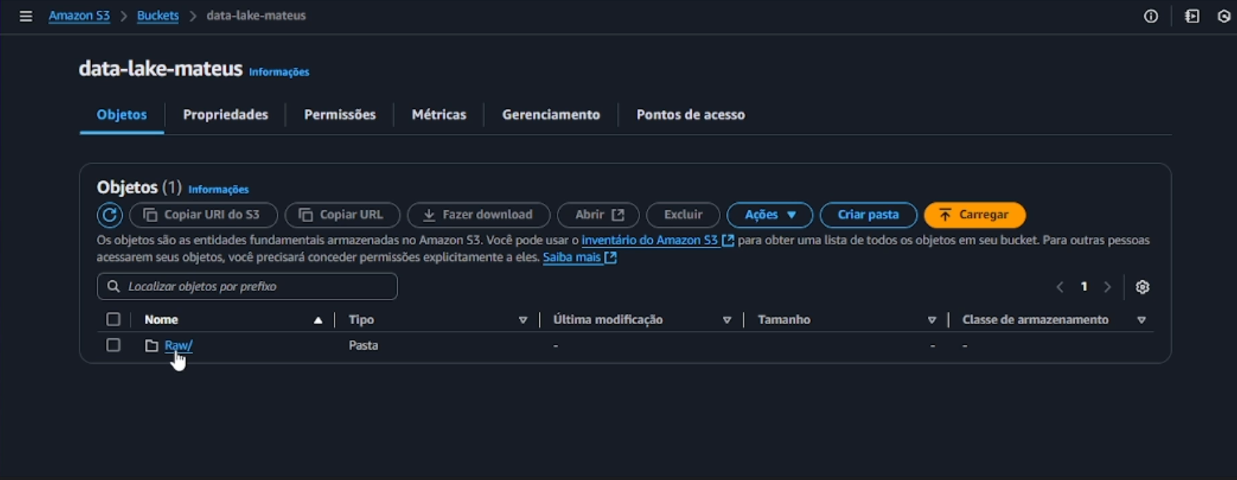 Amazon S3 > Buckets > data-lake-mateus
data-lake-mateus Informações
Objetos Propriedades Permissões Métricas Gerenciamento Pontos de acesso
Objetos (1) Informações
Copiar URI do S3 Copiar URL Fazer download Abrir Excluir Ações Criar pasta Carregar
Os objetos são as entidades fundamentais armazenadas no Amazon S3. Você pode usar o inventário do Amazon S3 para obter uma lista de todos os objetos em seu bucket. Para outras pessoas
acessarem seus objetos, você precisará conceder permissões explicitamente a eles. Saiba mais
Localizar objetos por prefixo < 1 >
Nome Tipo Última modificação Tamanho Classe de armazenamento
Raw/ Pasta - - -